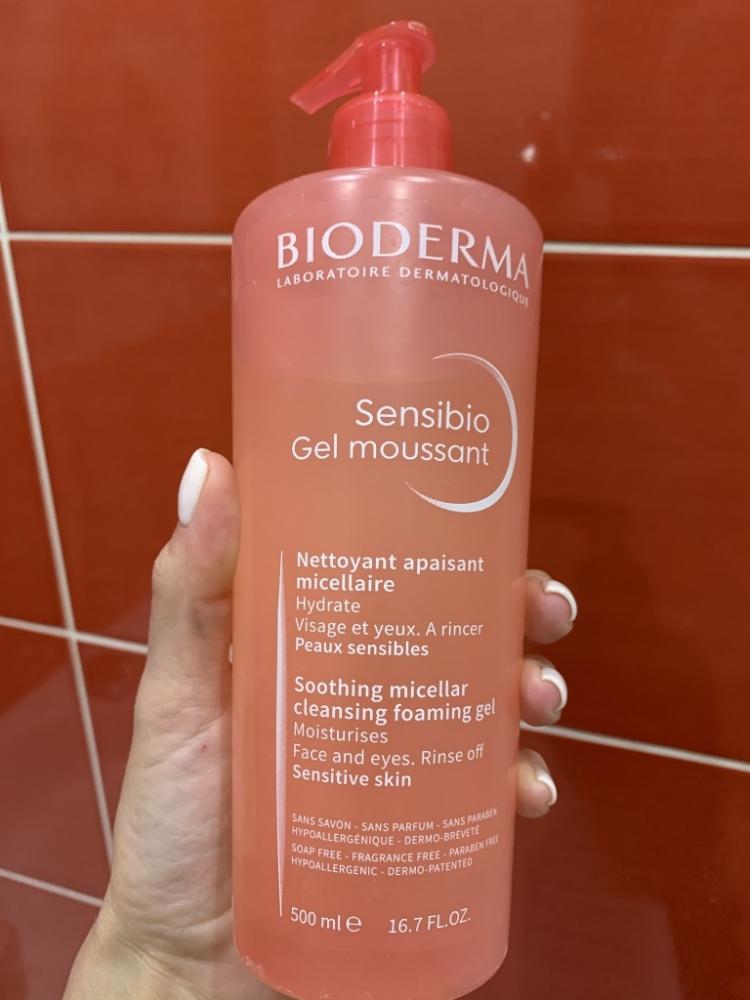 BIODERMA
LABORATOIRE DERMATOLOGIQUE
Sensibio
Gel moussant
Nettoyant apaisant
micellaire
Hydrate
Visage et yeux. A rincer
Peaux sensibles
Soothing micellar
cleansing foaming gel
Moisturises
Face and eyes. Rinse off
Sensitive skin
SANS SAVON - SANS PARFUM - SANS PARABEN
HYPOALLERGÉNIQUE - DERMO-BREVETÉ
SOAP FREE - FRAGRANCE FREE - PARABEN FREE
HYPOALLERGENIC - DERMO-PATENTED
500 ml ℮ 16.7 FL.OZ.